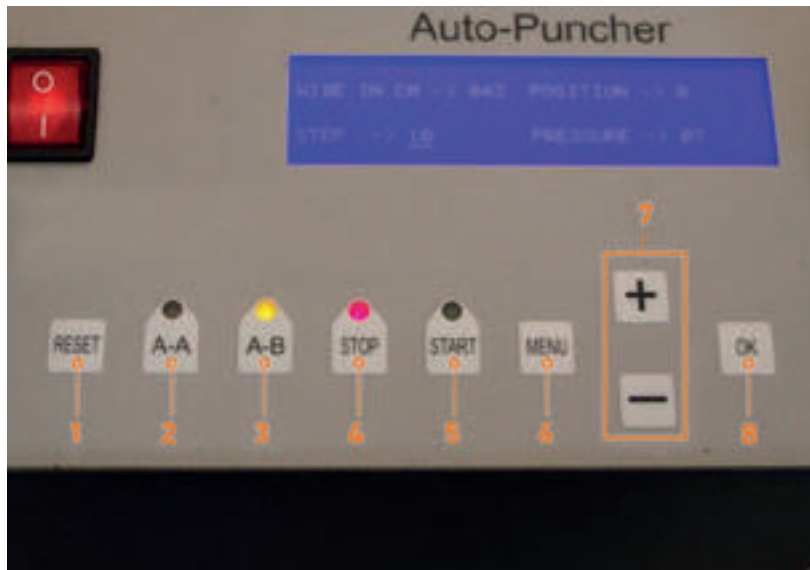 Auto-Puncher
O
I
WIDE IN CM -> 043 POSITION -> 0
STEP -> 10 PRESSURE -> 07
7
+
RESET A-A A-B STOP START MENU OK
−
1 2 3 4 5 6 8